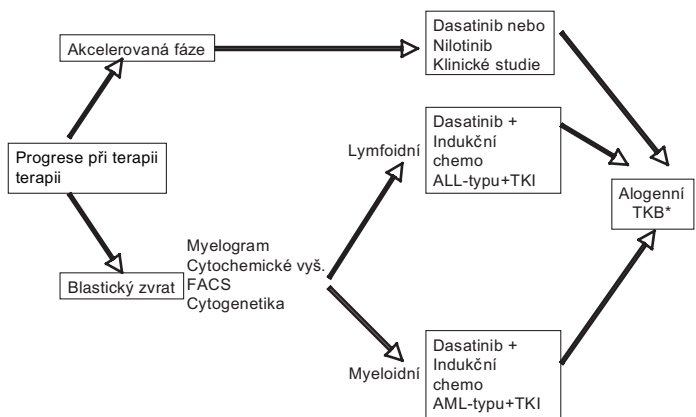 Akcelerovaná fáze
Dasatinib nebo
Nilotinib
Klinické studie
Progrese při terapii
terapii
Lymfoidní
Dasatinib +
Indukční
chemo
ALL-typu+TKI
Alogenní
TKB*
Blastický zvrat
Myelogram
Cytochemické vyš.
FACS
Cytogenetika
Myeloidní
Dasatinib +
Indukční
chemo
AML-typu+TKI